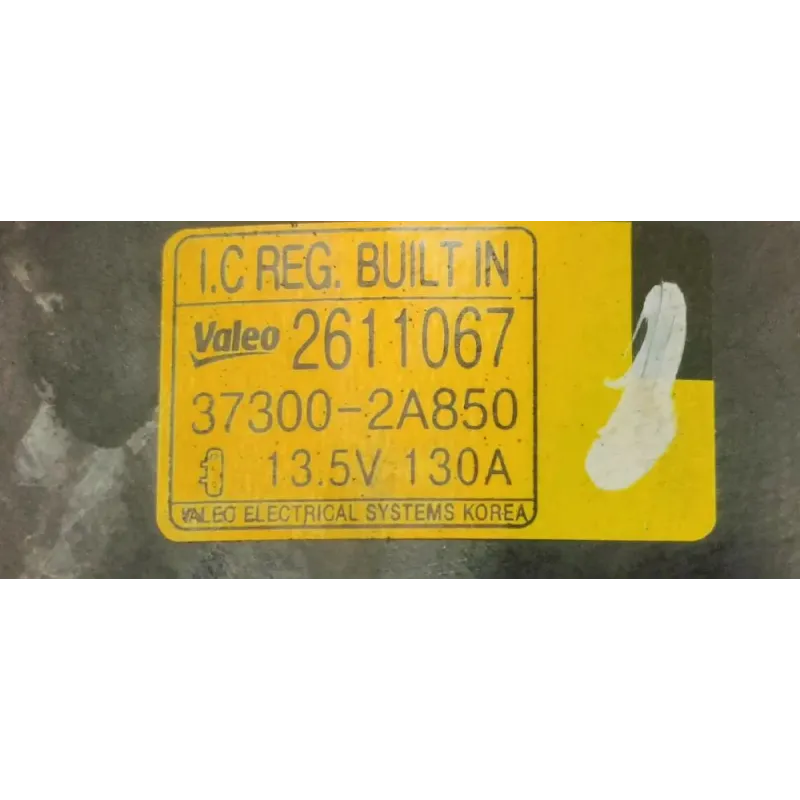 I.C REG. BUILT IN
Valeo 2611067
37300-2A850
13.5V 130A
VALEO ELECTRICAL SYSTEMS KOREA